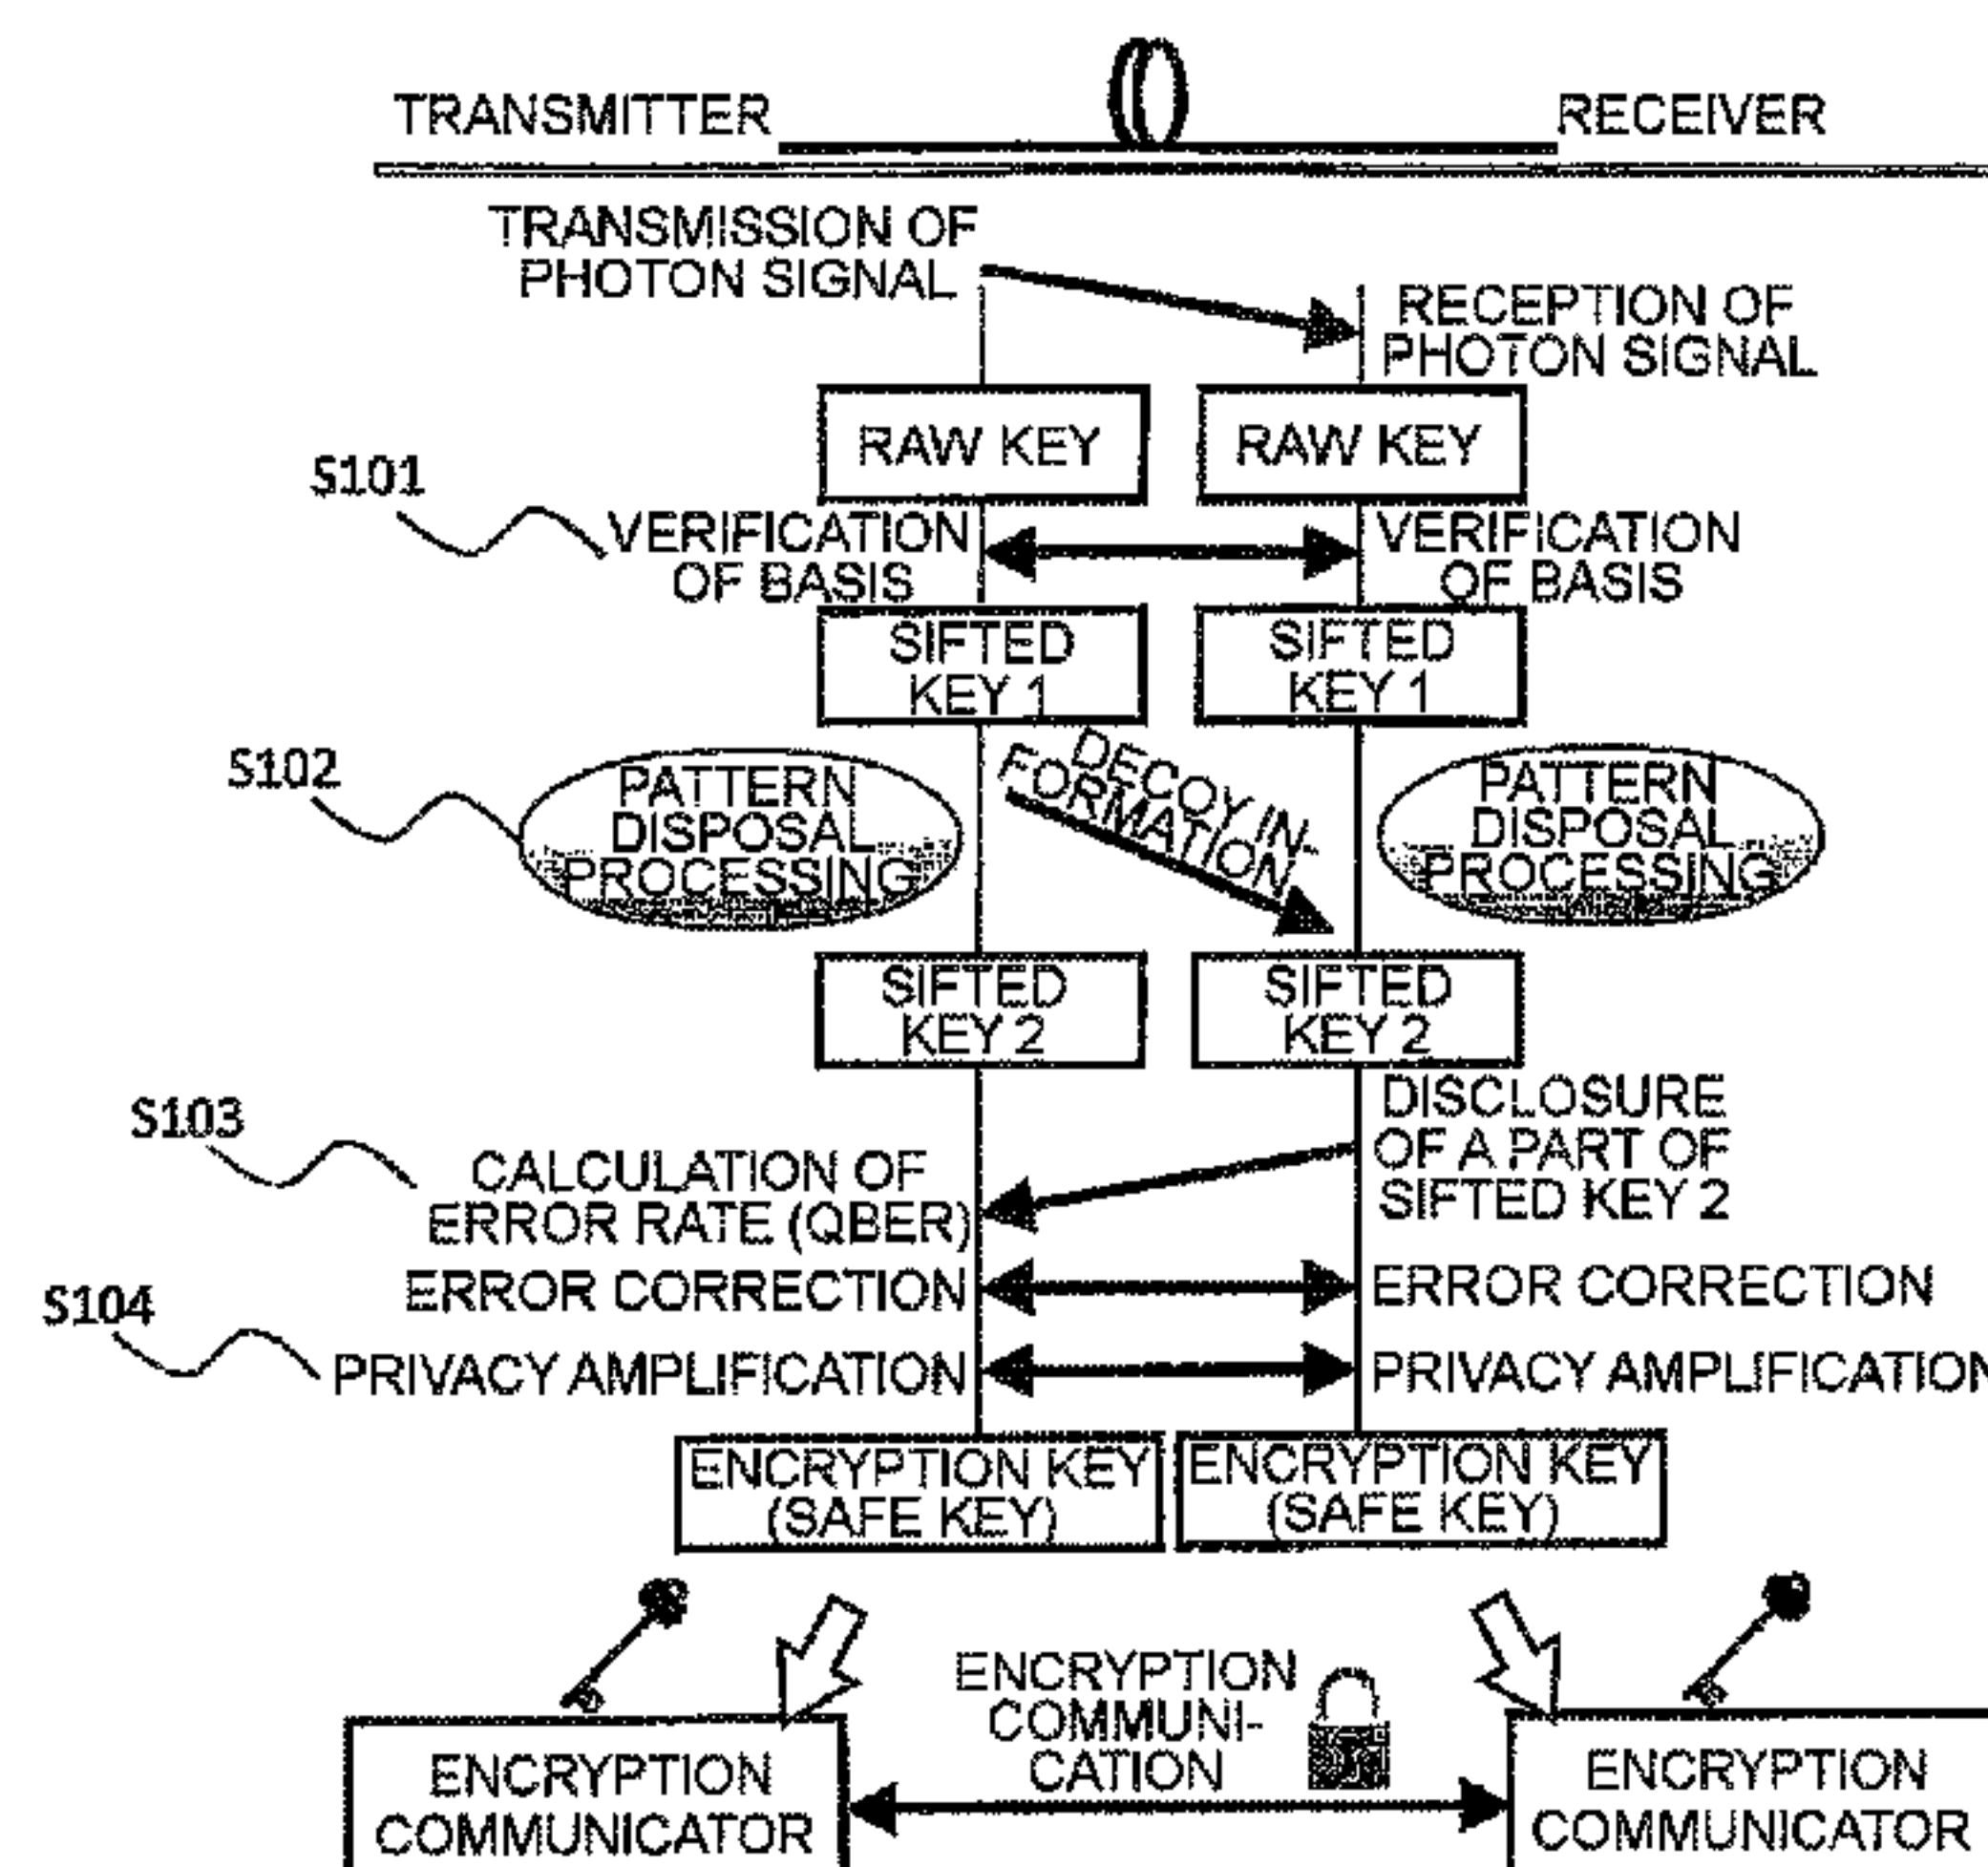 TRANSMITTER
RECEIVER
TRANSMISSION OF
PHOTON SIGNAL
RECEPTION OF
PHOTON SIGNAL
RAW KEY
RAW KEY
S101
VERIFICATION
OF BASIS
VERIFICATION
OF BASIS
SIFTED
KEY 1
SIFTED
KEY 1
S102
PATTERN
DISPOSAL
PROCESSING
DECOY IN-
FORMATION
PATTERN
DISPOSAL
PROCESSING
SIFTED
KEY 2
SIFTED
KEY 2
DISCLOSURE
OF A PART OF
SIFTED KEY 2
S103
CALCULATION OF
ERROR RATE (QBER)
ERROR CORRECTION
ERROR CORRECTION
S104
PRIVACY AMPLIFICATION
PRIVACY AMPLIFICATION
ENCRYPTION KEY
(SAFE KEY)
ENCRYPTION KEY
(SAFE KEY)
ENCRYPTION
COMMUNI-
CATION
ENCRYPTION
COMMUNICATOR
ENCRYPTION
COMMUNICATOR